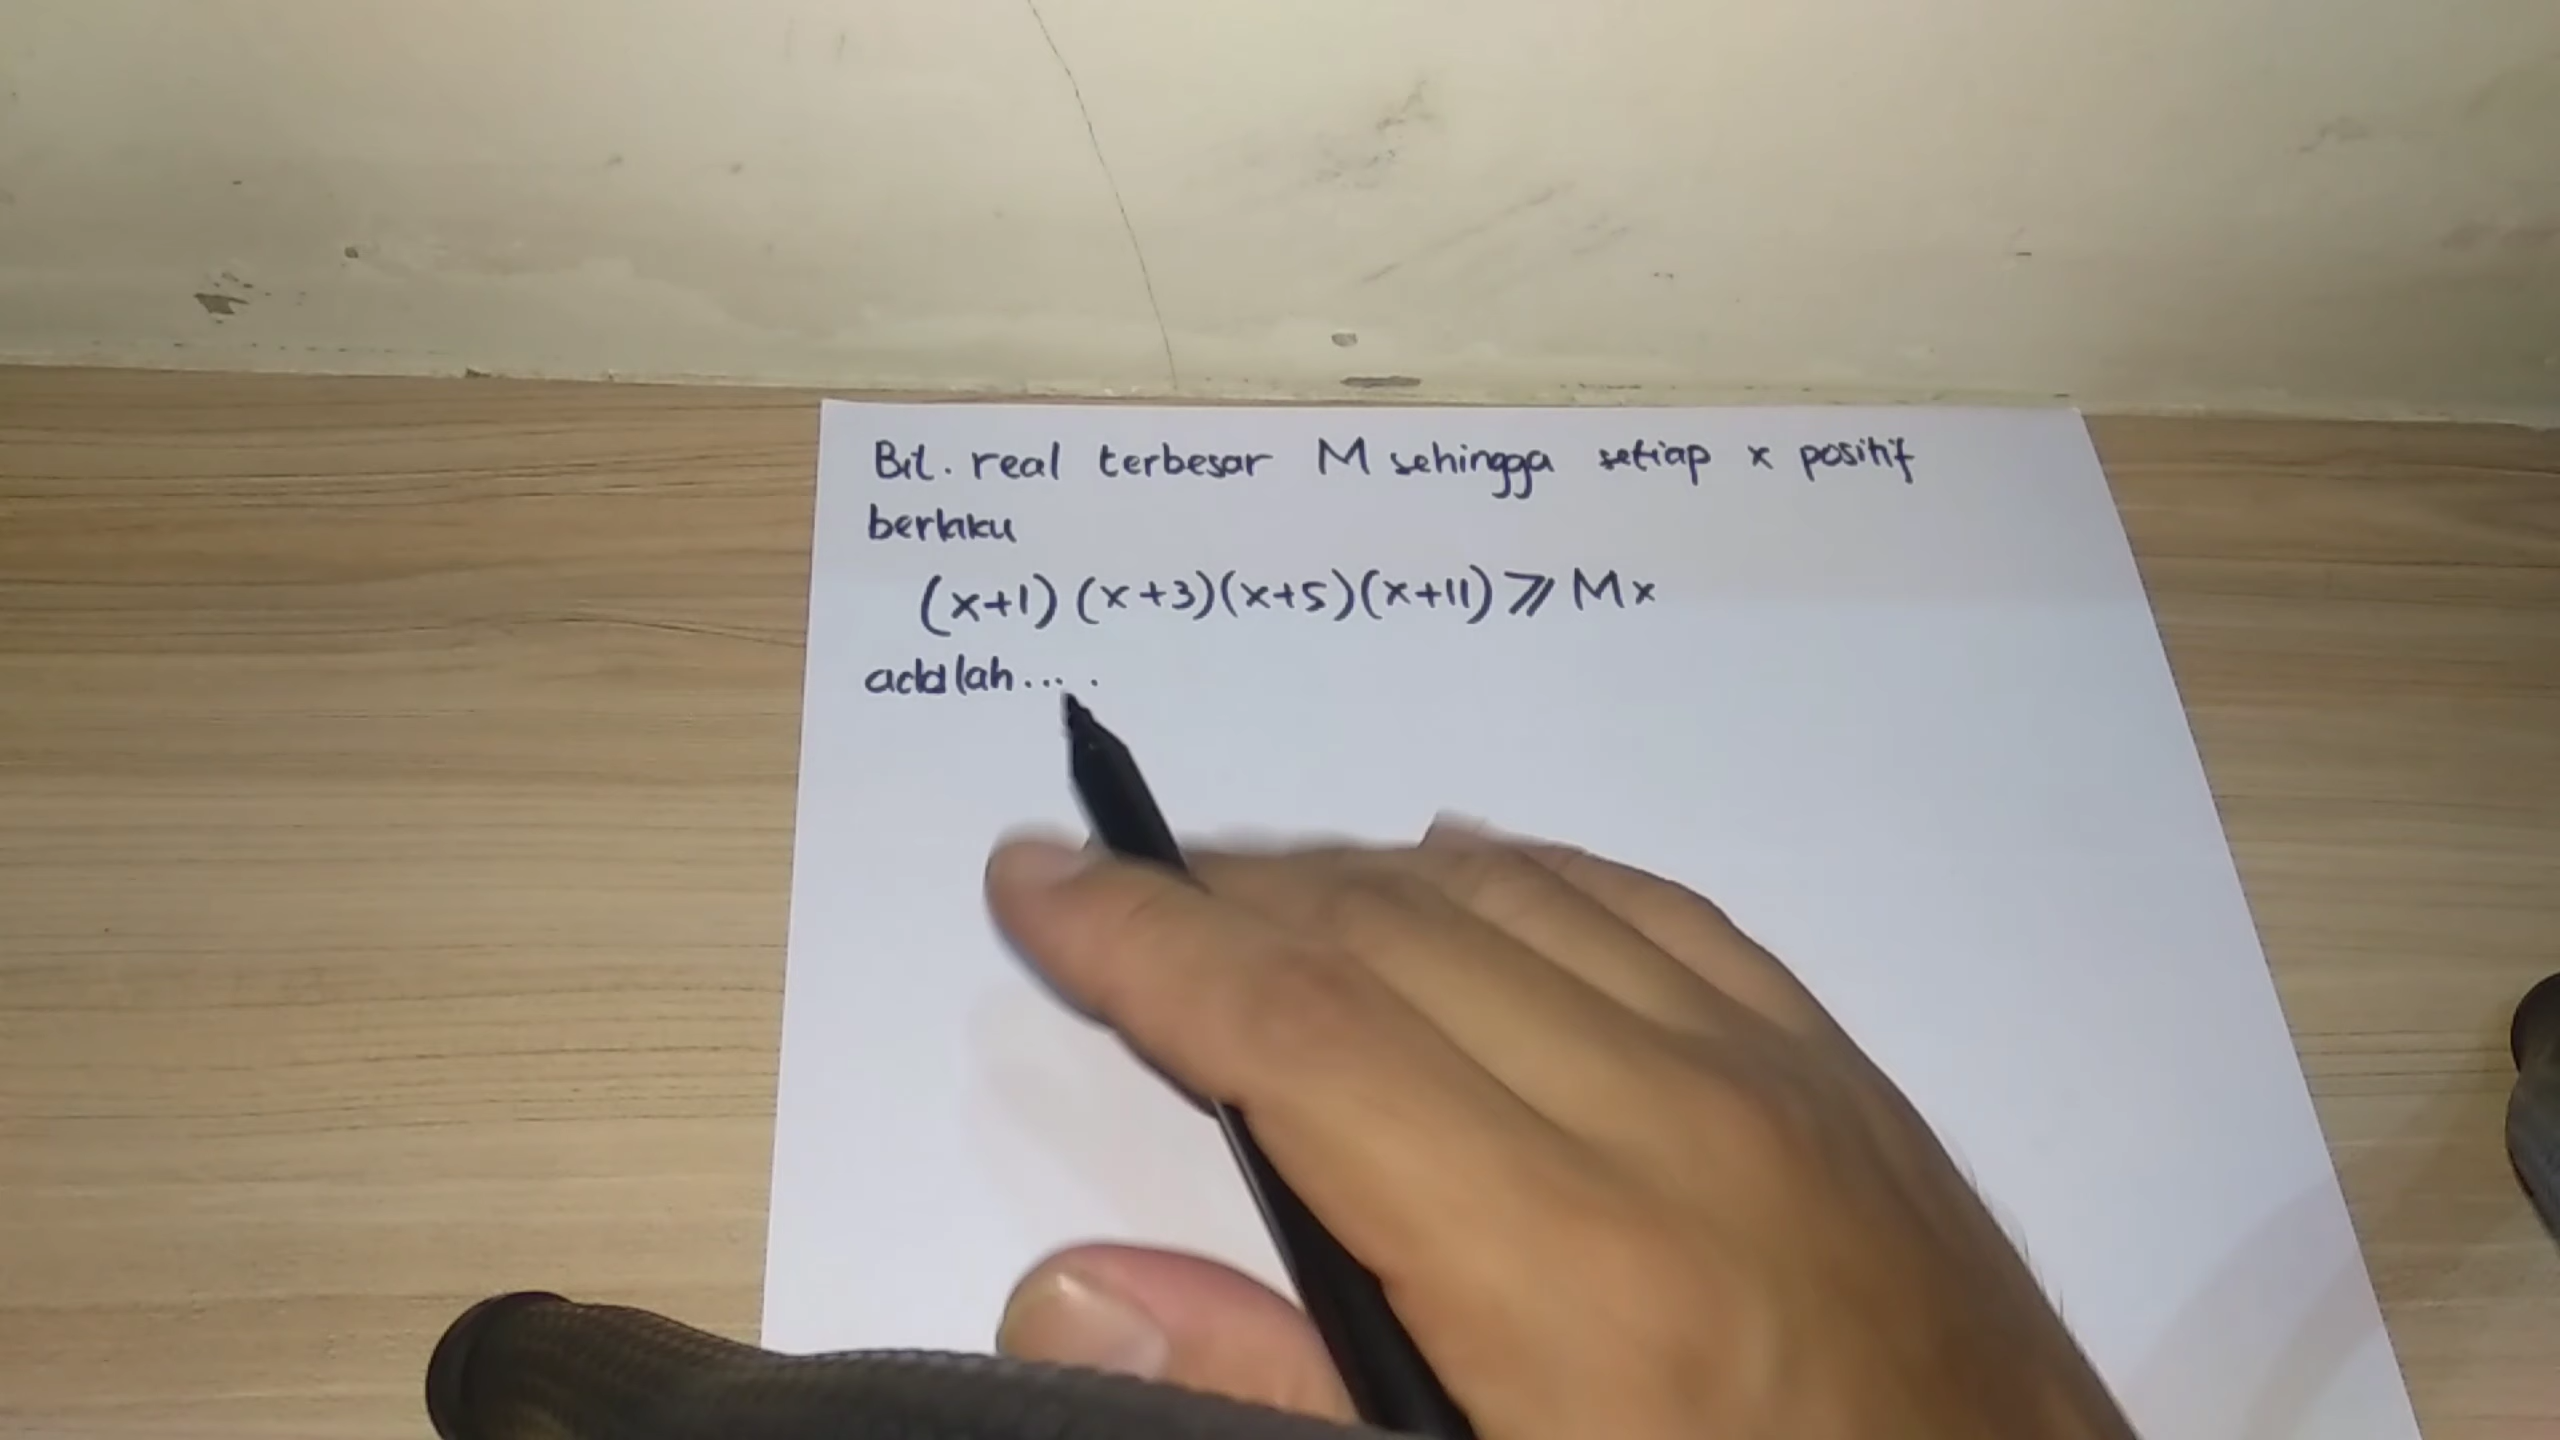 Bil. real terbesar M sehingga setiap x positif
berlaku
(x+1) (x+3)(x+5)(x+11) ⩾ Mx
adalah....